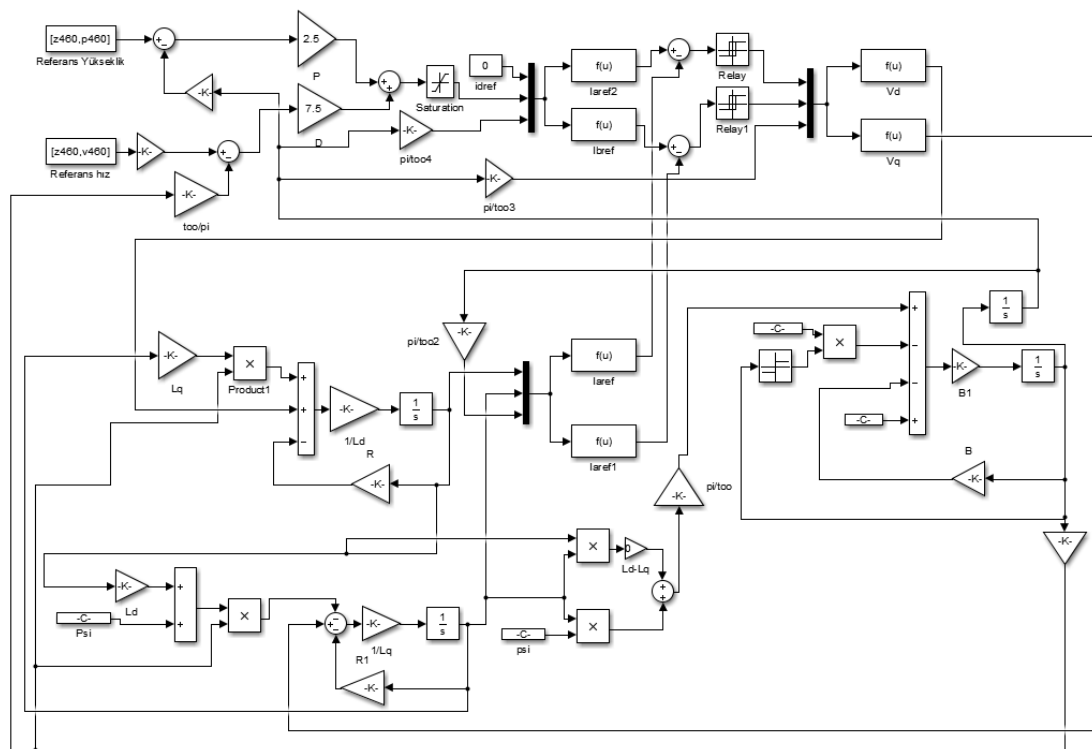 [z460,p460]
Referans Yükseklik
2.5
P
-K-
7.5
D
[z460,v460]
Referans hız
-K-
-K-
too/pi
Saturation
0
idref
-K-
pi/too4
-K-
pi/too3
f(u)
Iaref2
f(u)
Ibref
Relay
Relay1
f(u)
Vd
f(u)
Vq
-K-
Lq
×
Product1
-K-
1/Ld
1
s
R
-K-
-K-
pi/too2
f(u)
Iaref
f(u)
Iaref1
-K-
pi/too
-C-
×
-C-
-K-
B1
1
s
1
s
B
-K-
-K-
-K-
Ld
-C-
Psi
×
-K-
1/Lq
1
s
R1
-K-
×
0
Ld-Lq
-C-
psi
×